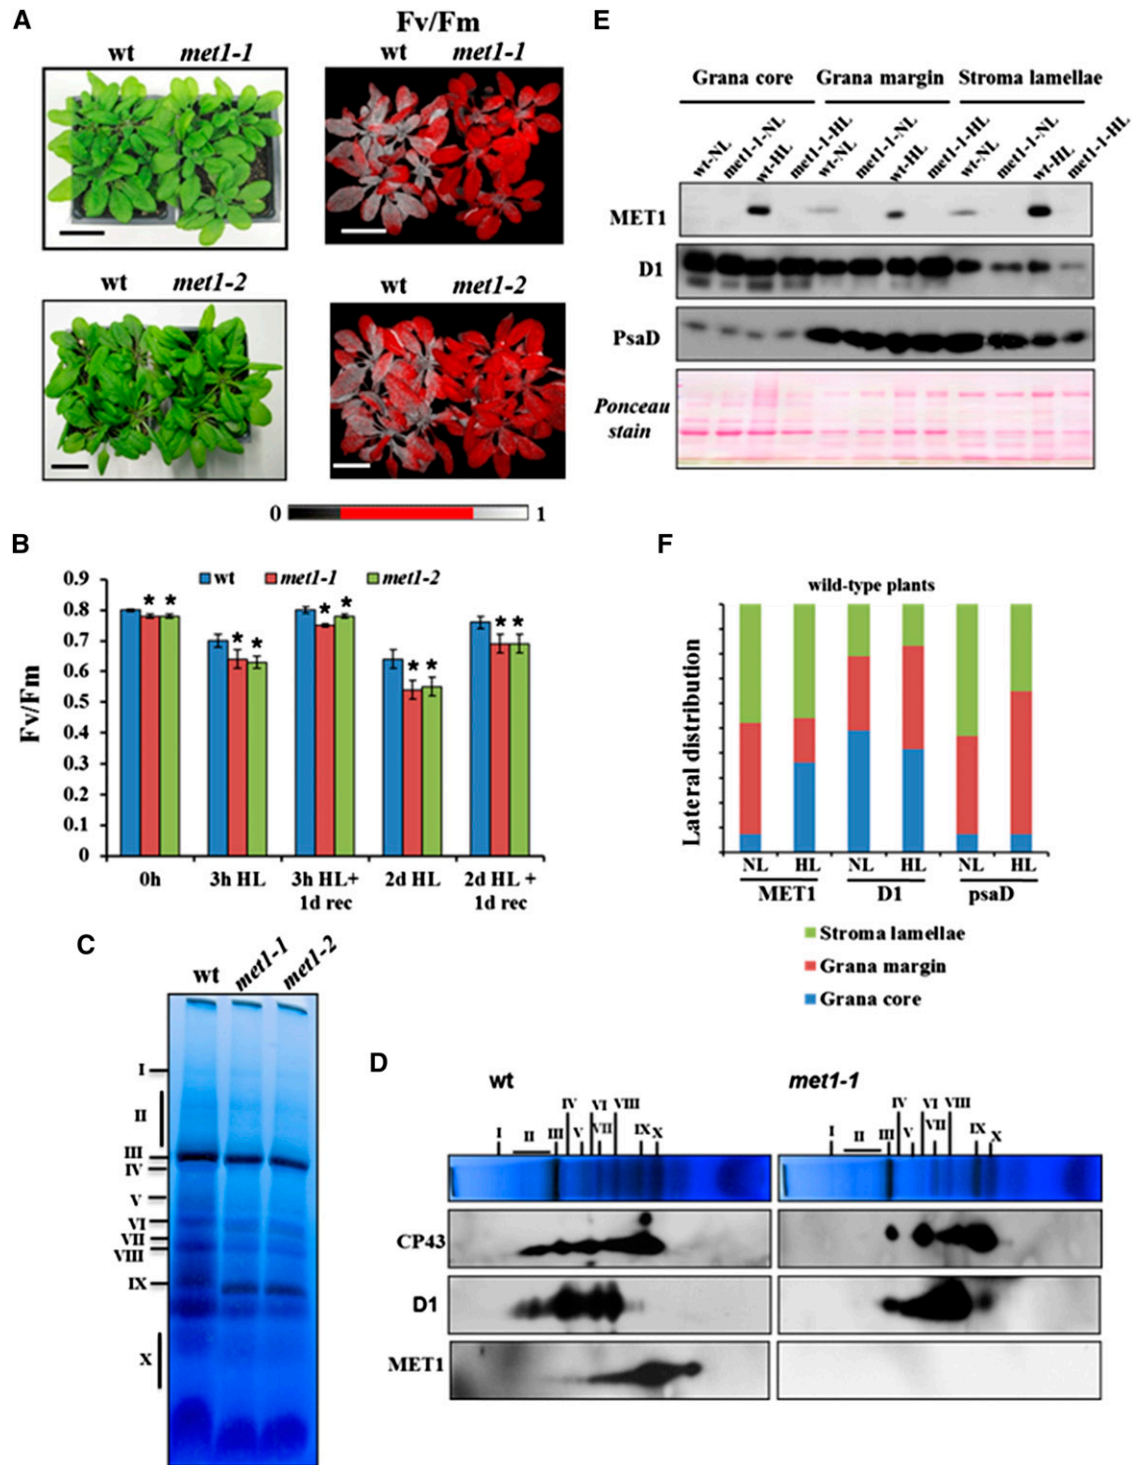 A
Fv/Fm
wt met1-1
wt met1-1
wt met1-2
wt met1-2
0 1
B
Fv/Fm
wt met1-1 met1-2
0.9
0.8
0.7
0.6
0.5
0.4
0.3
0.2
0.1
0
* *
* *
* *
* *
* *
0h
3h HL
3h HL+
1d rec
2d HL
2d HL +
1d rec
C
wt met1-1 met1-2
I
II
III
IV
V
VI
VII
VIII
IX
X
D
wt
I II III IV V VI VII VIII IX X
met1-1
I II III IV V VI VII VIII IX X
CP43
D1
MET1
E
Grana core Grana margin Stroma lamellae
wt-NL met1-1-NL wt-HL met1-1-HL wt-NL met1-1-NL wt-HL met1-1-HL wt-NL met1-1-NL wt-HL met1-1-HL
MET1
D1
PsaD
Ponceau
stain
F
wild-type plants
Lateral distribution
NL HL NL HL NL HL
MET1 D1 psaD
Stroma lamellae
Grana margin
Grana core